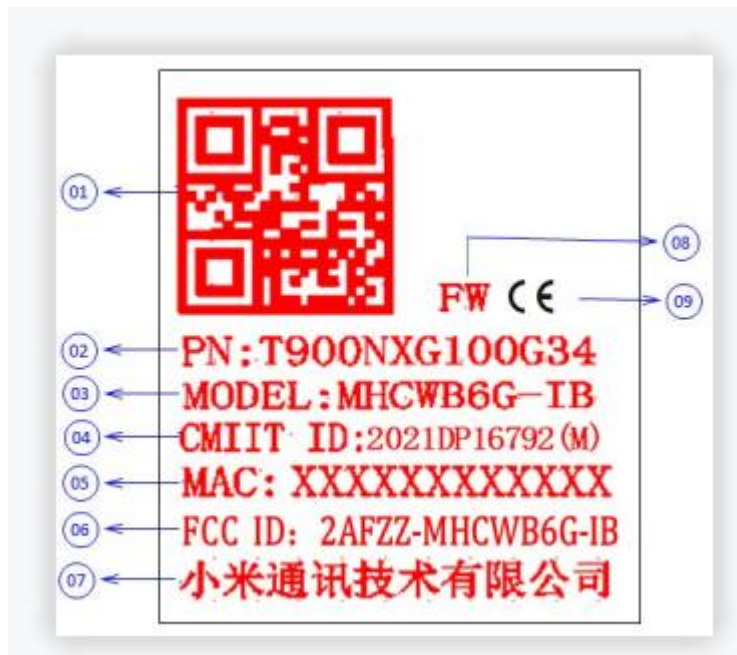 01
08
FW CE
09
02
PN:T900NXG100G34
03
MODEL:MHCWB6G-IB
04
CMIIT ID:2021DP16792(M)
05
MAC: XXXXXXXXXXXX
06
FCC ID: 2AFZZ-MHCWB6G-IB
07
小米通讯技术有限公司